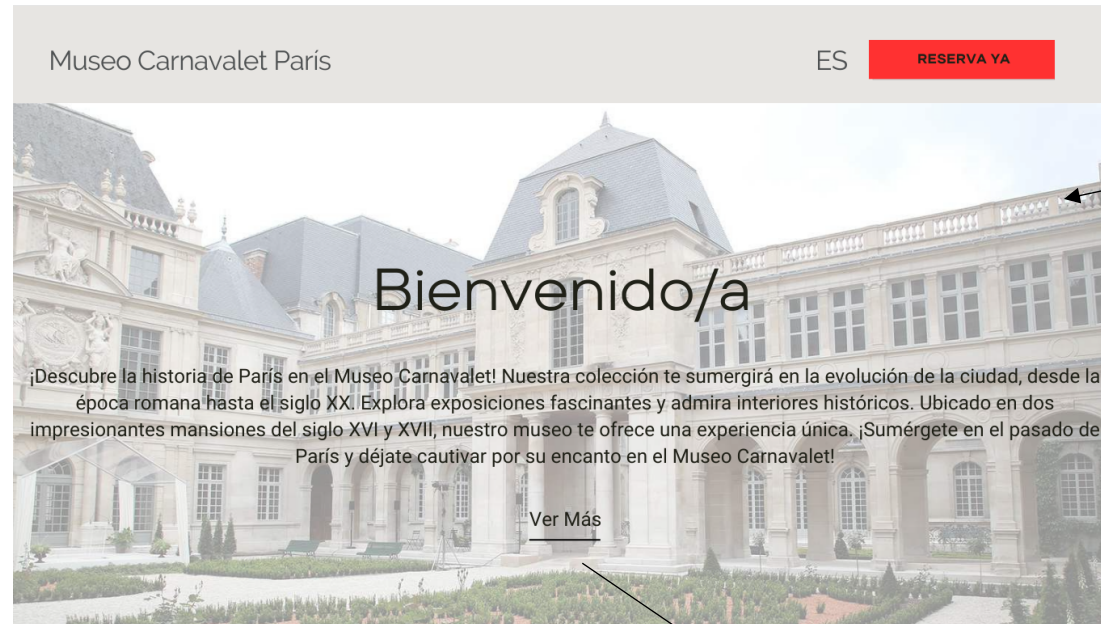 Museo Carnavalet París
ES
RESERVA YA
Bienvenido/a
¡Descubre la historia de París en el Museo Carnavalet! Nuestra colección te sumergirá en la evolución de la ciudad, desde la
época romana hasta el siglo XX. Explora exposiciones fascinantes y admira interiores históricos. Ubicado en dos
impresionantes mansiones del siglo XVI y XVII, nuestro museo te ofrece una experiencia única. ¡Sumérgete en el pasado de
París y déjate cautivar por su encanto en el Museo Carnavalet!
Ver Más